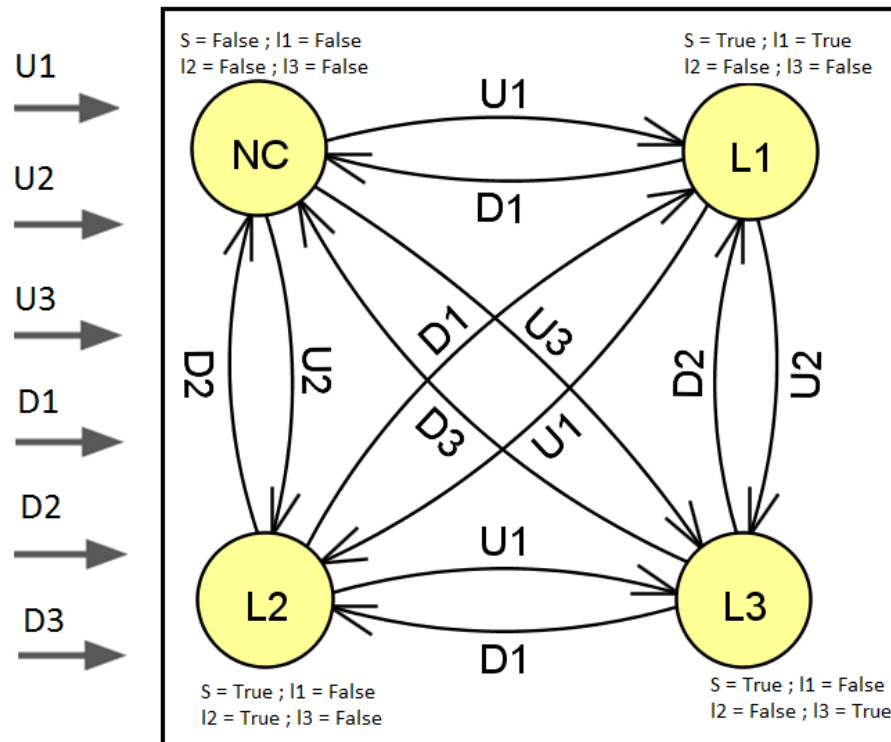 U1
U2
U3
D1
D2
D3
S = False ; l1 = False
l2 = False ; l3 = False
S = True ; l1 = True
l2 = False ; l3 = False
NC
U1
L1
D1
D1
U3
D2
U2
D3
U1
D2
U2
L2
U1
L3
D1
S = True ; l1 = False
l2 = True ; l3 = False
S = True ; l1 = False
l2 = False ; l3 = True